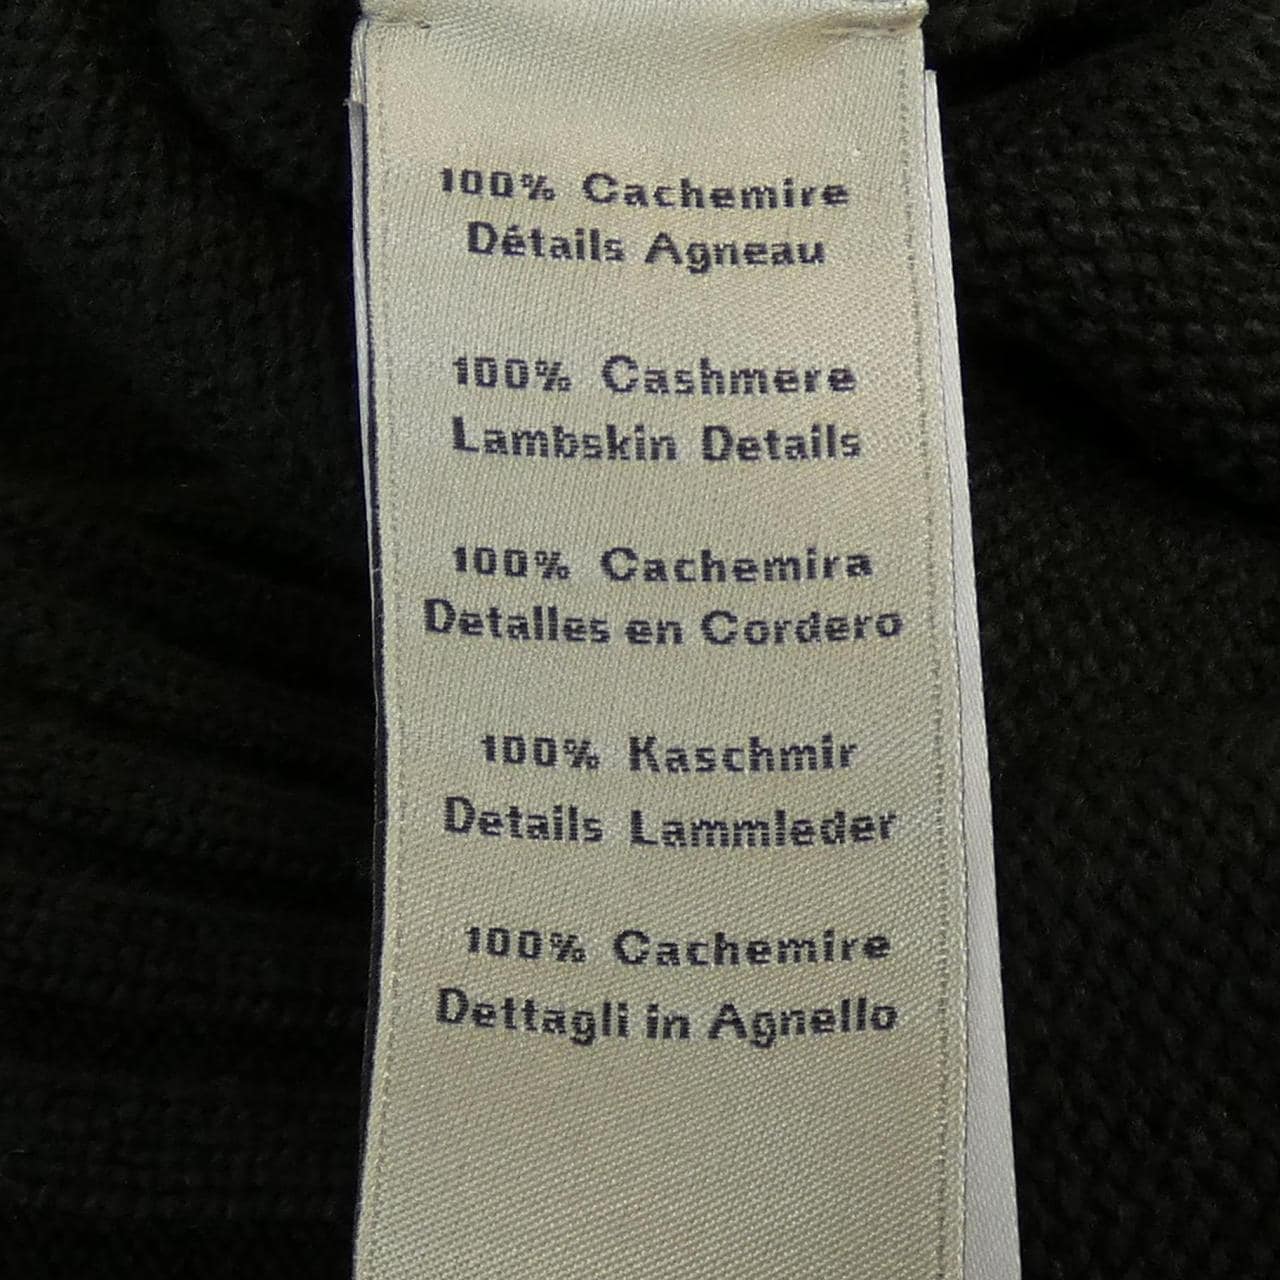 100% Cachemire
Détails Agneau
100% Cashmere
Lambskin Details
100% Cachemira
Detalles en Cordero
100% Kaschmir
Details Lammleder
100% Cachemire
Dettagli in Agnello